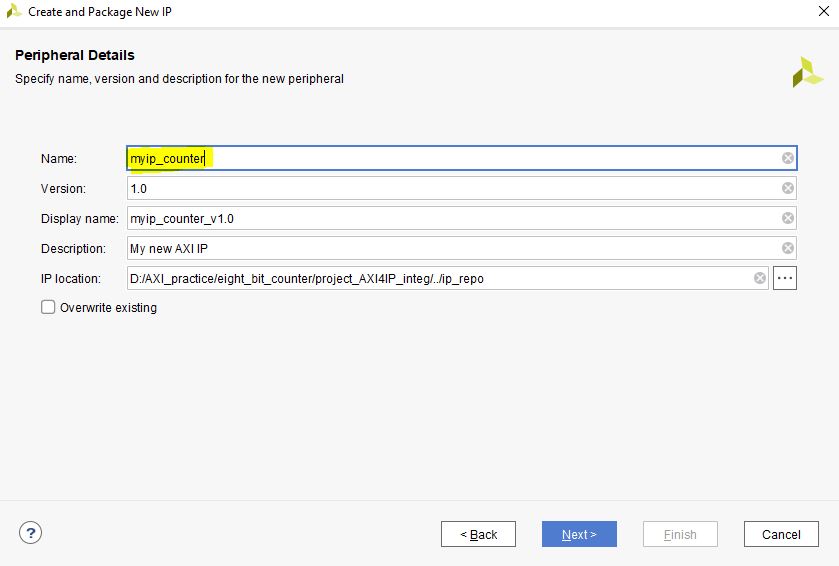 Create and Package New IP
Peripheral Details
Specify name, version and description for the new peripheral
Name: myip_counter
Version: 1.0
Display name: myip_counter_v1.0
Description: My new AXI IP
IP location: D:/AXI_practice/eight_bit_counter/project_AXI4IP_integ/../ip_repo ...
Overwrite existing
? < Back Next > Finish Cancel